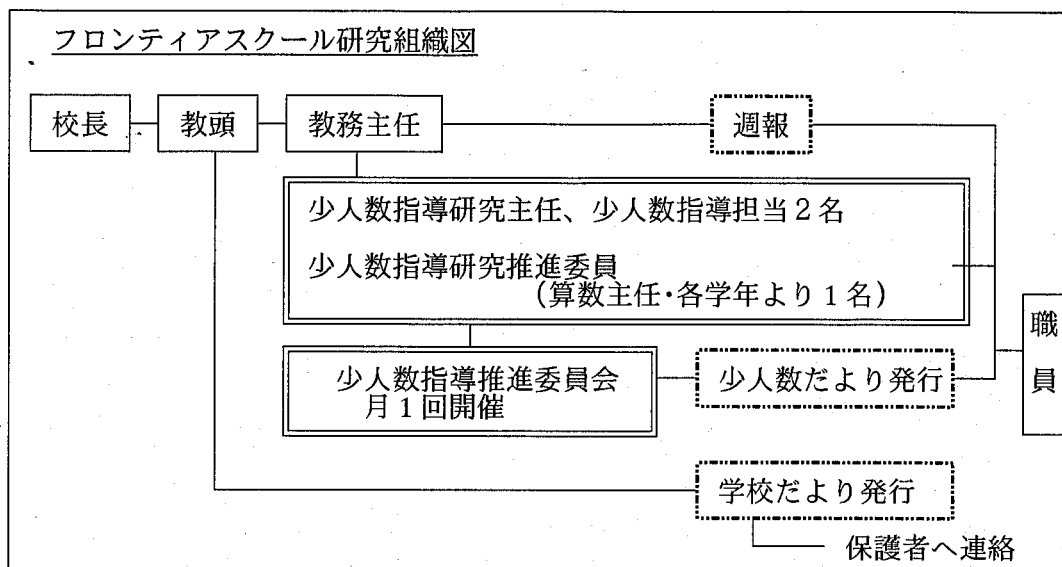 フロンティアスクール研究組織図
校長
教頭
教務主任
週報
少人数指導研究主任、少人数指導担当2名
少人数指導研究推進委員
(算数主任・各学年より1名)
職員
少人数指導推進委員会
月1回開催
少人数だより発行
学校だより発行
保護者へ連絡